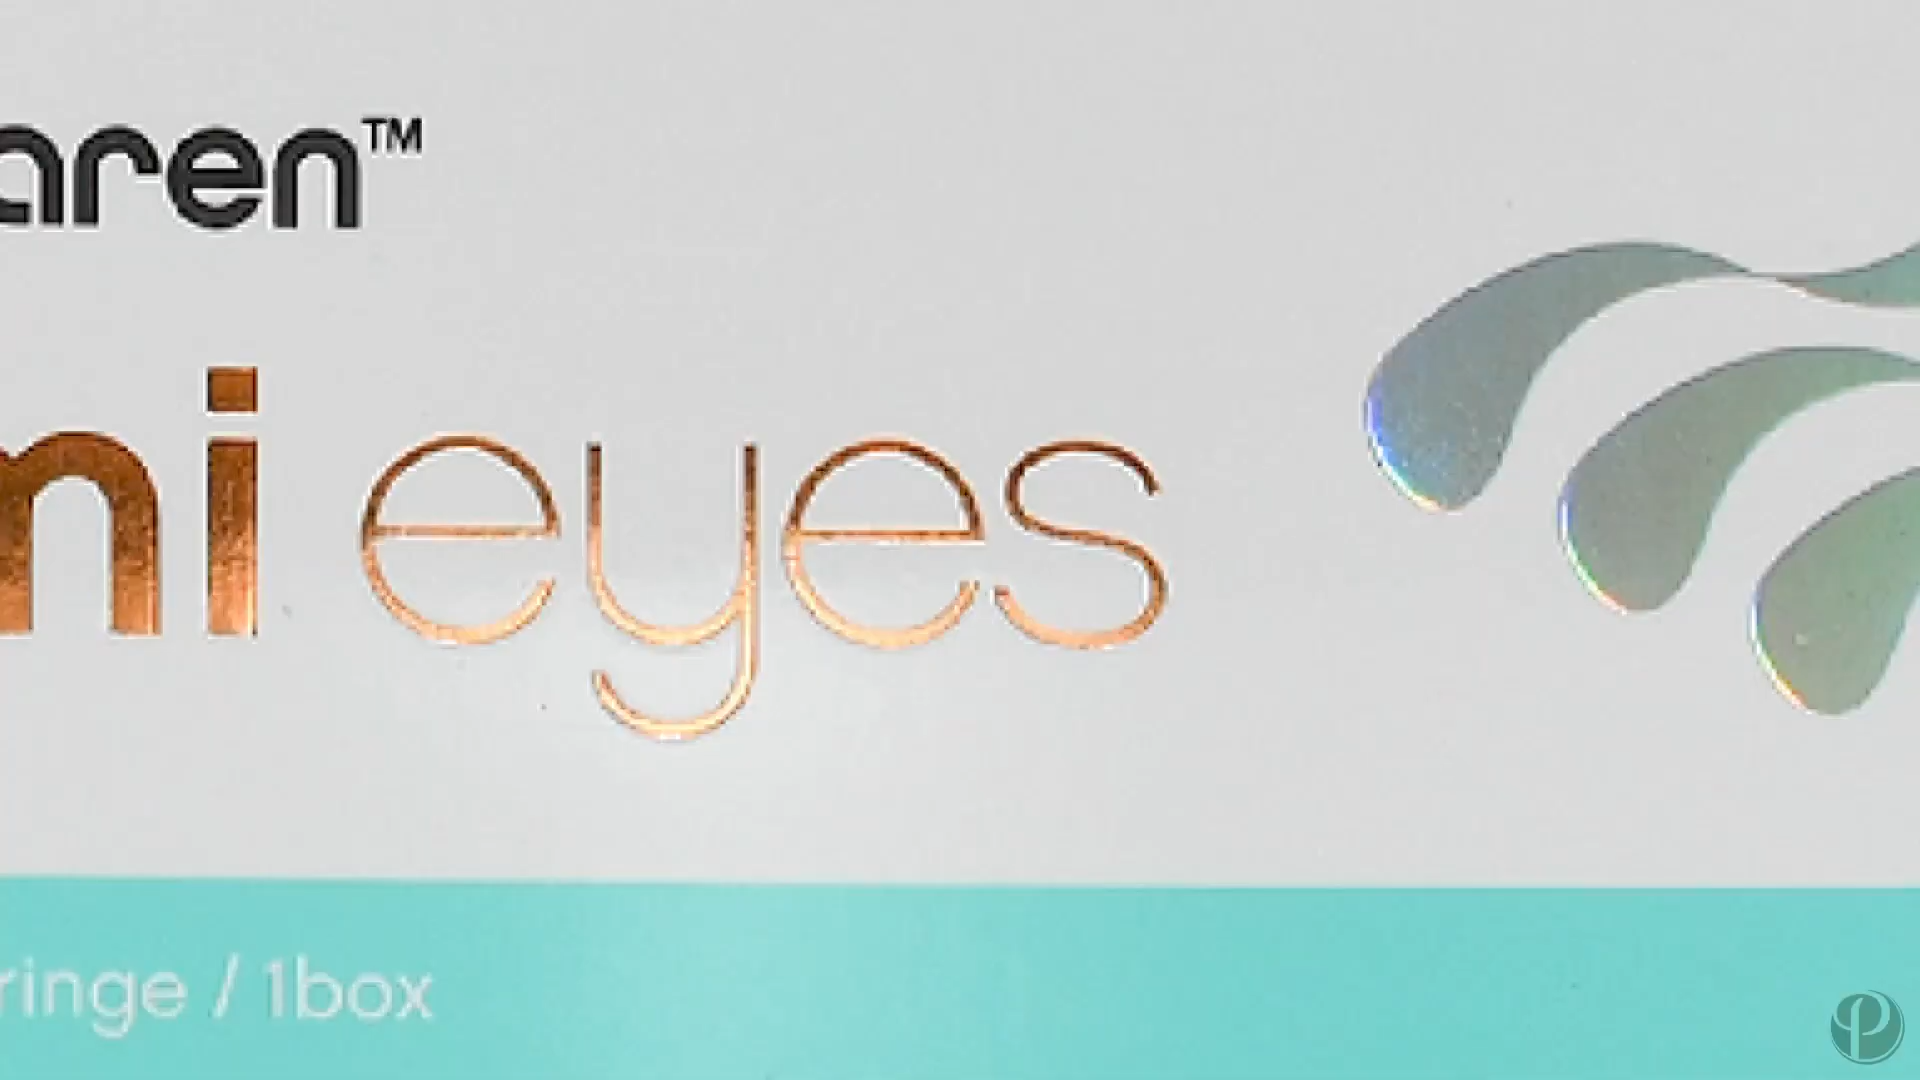 aren™
mi eyes
ringe / 1box